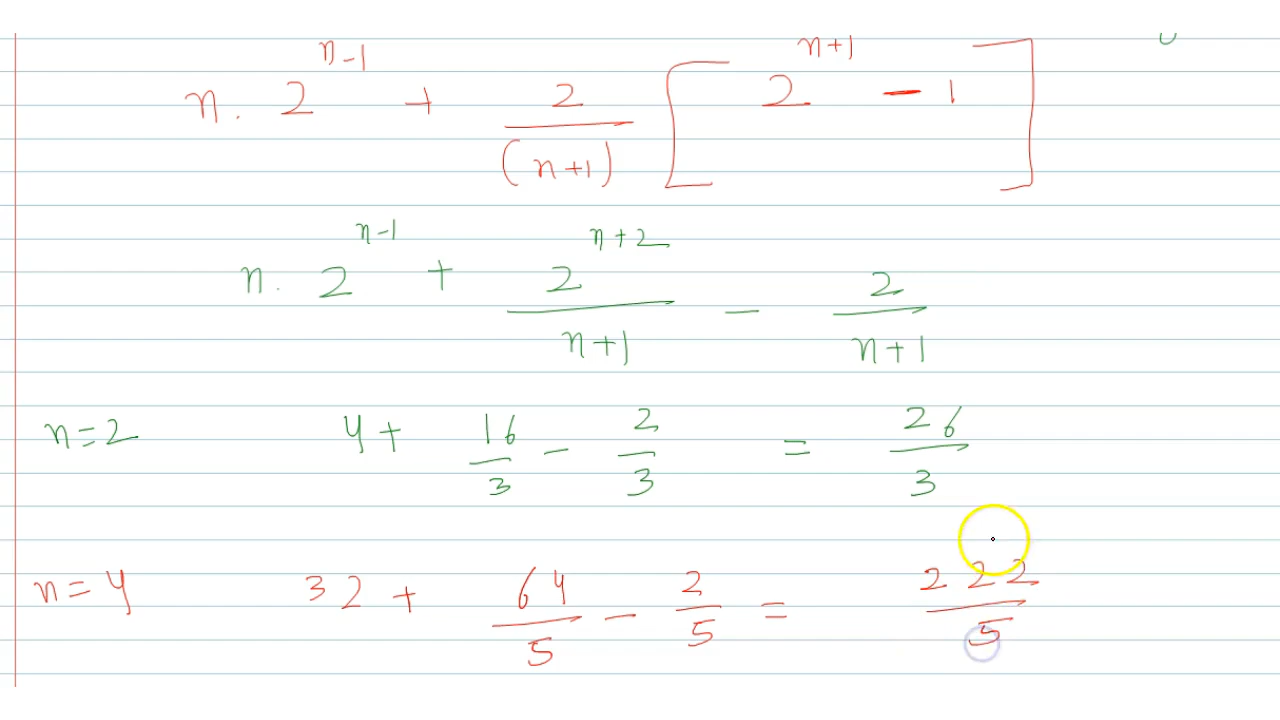 n. 2^{n-1} + 2/(n+1) [ 2^{n+1} - 1 ]
n. 2^{n-1} + 2^{n+2}/n+1 - 2/n+1
n=2 4+ 16/3 - 2/3 = 26/3
n=4 32+ 64/5 - 2/5 = 222/5